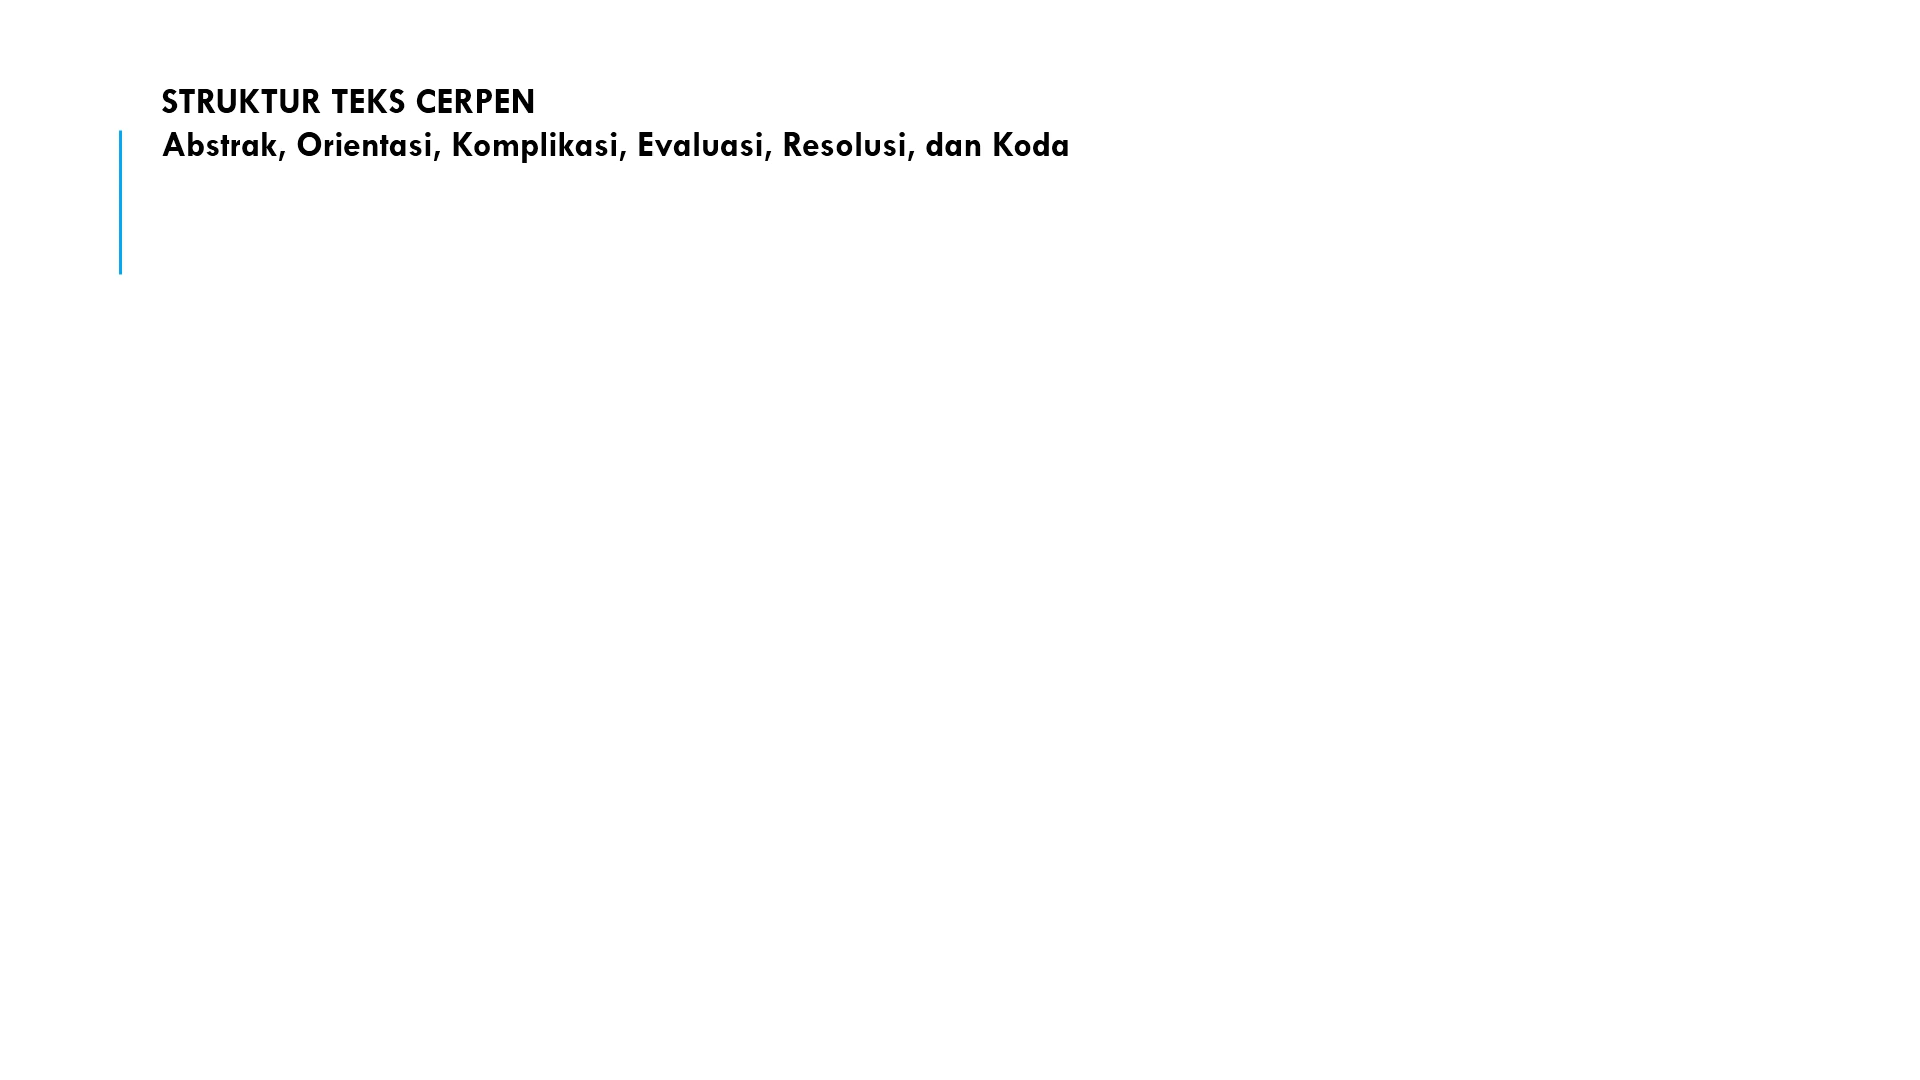 STRUKTUR TEKS CERPEN
Abstrak, Orientasi, Komplikasi, Evaluasi, Resolusi, dan Koda